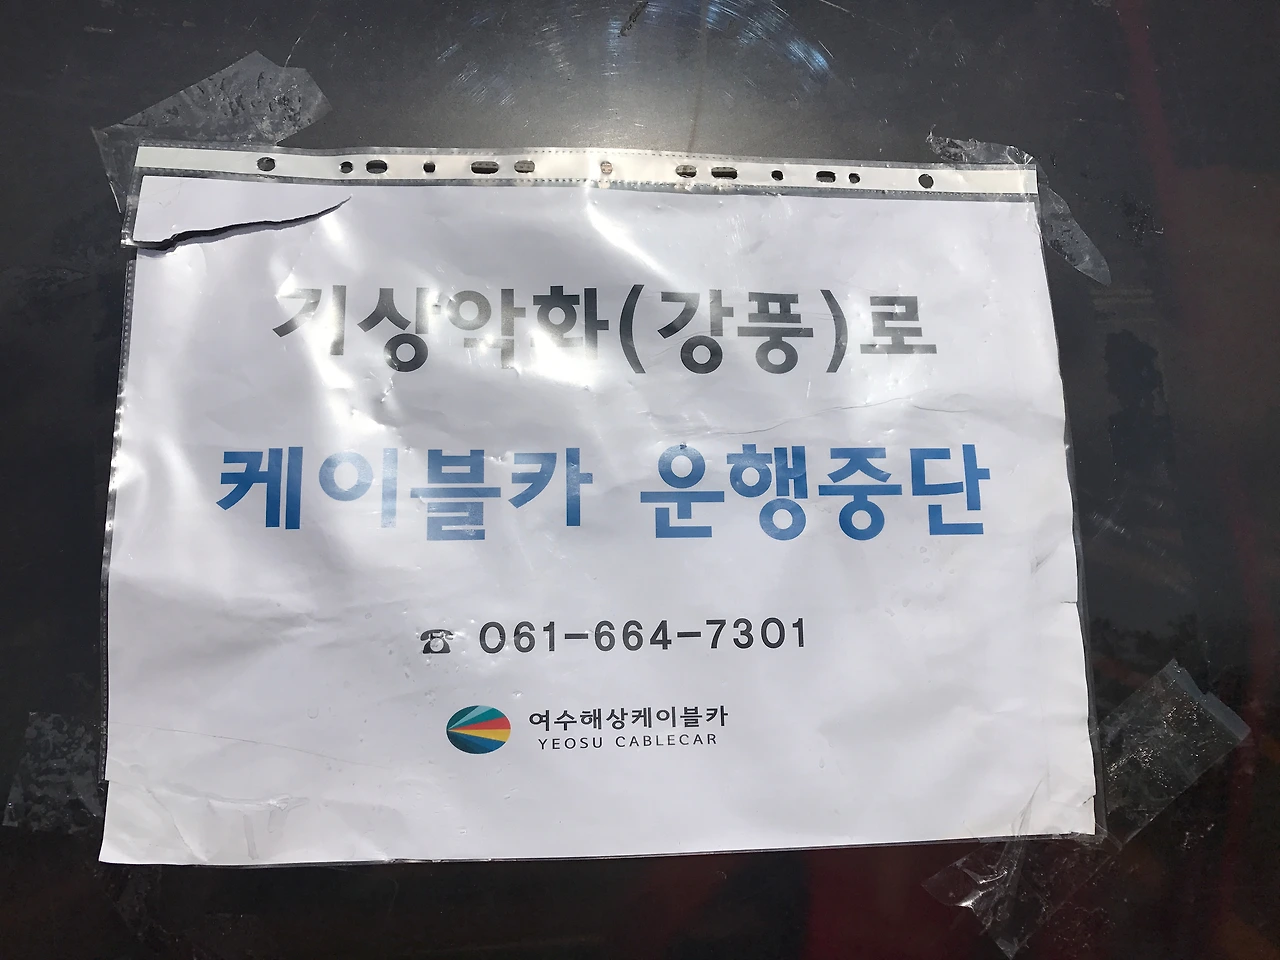 기상악화(강풍)로
케이블카 운행중단
☎ 061-664-7301
여수해상케이블카
YEOSU CABLECAR